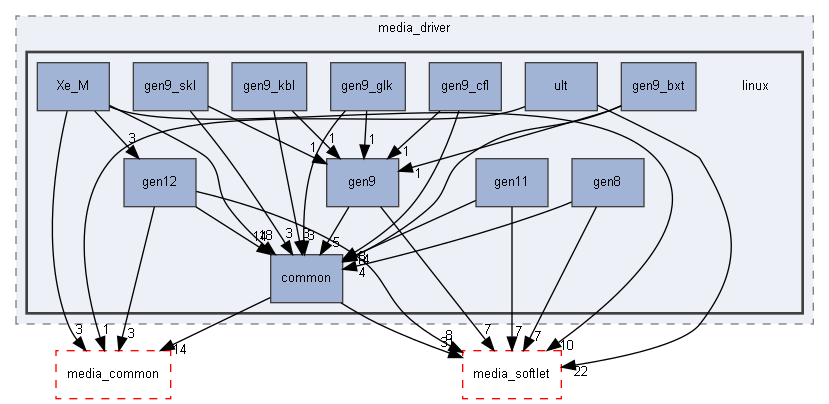 media_driver
Xe_M
gen9_skl
gen9_kbl
gen9_glk
gen9_cfl
ult
gen9_bxt
linux
3
1
1
1
1
1
gen12
gen9
gen11
gen8
14
18
3
3
5
4
common
3
1
3
14
8
3
7
7
7
10
22
media_common
media_softlet